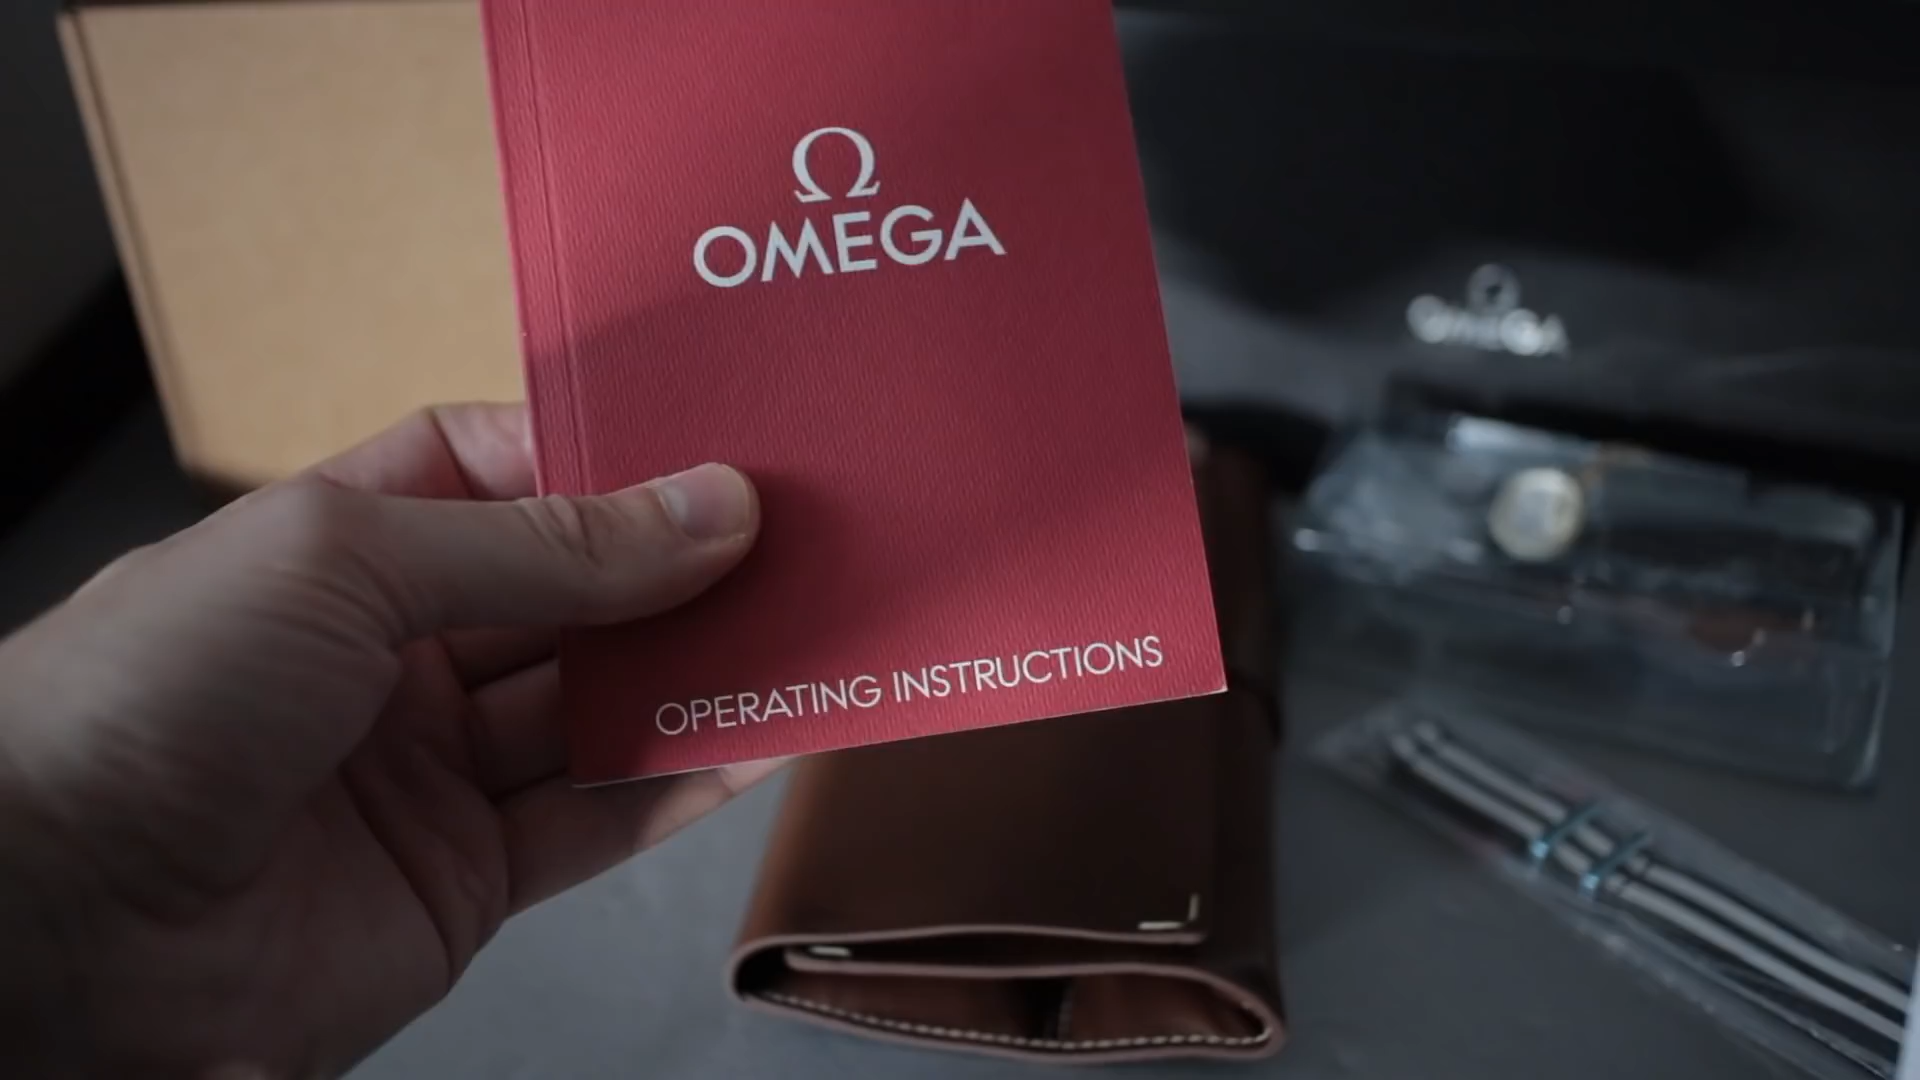 Ω
OMEGA
OPERATING INSTRUCTIONS
Ω
OMEGA